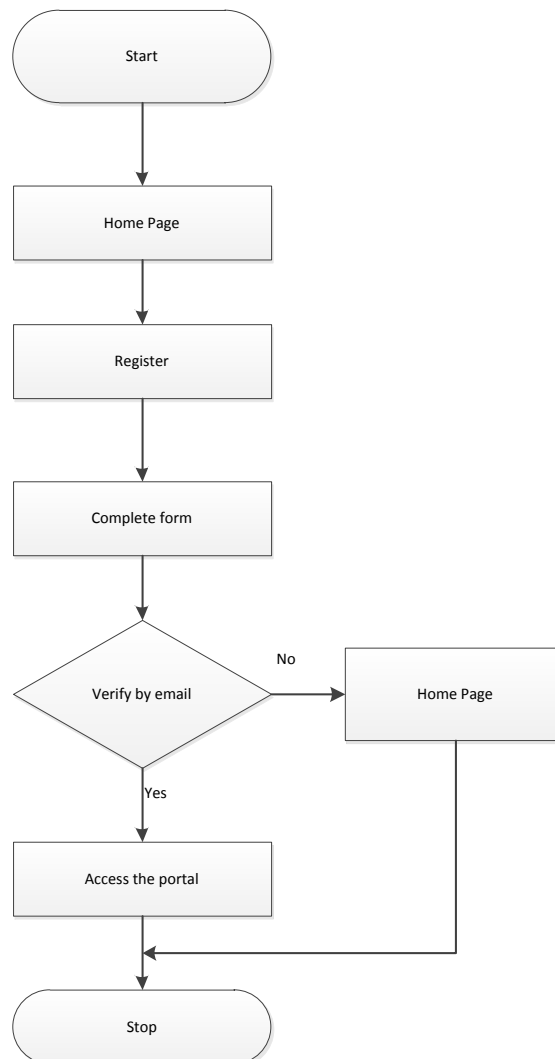 Start
Home Page
Register
Complete form
No
Verify by email
Home Page
Yes
Access the portal
Stop